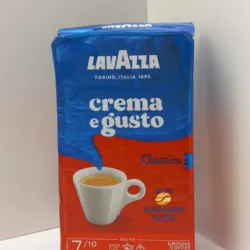 LAVAZZA
TORINO, ITALIA, 1895
crema
e gusto
Classico
7/10
GROUND
COFFEE